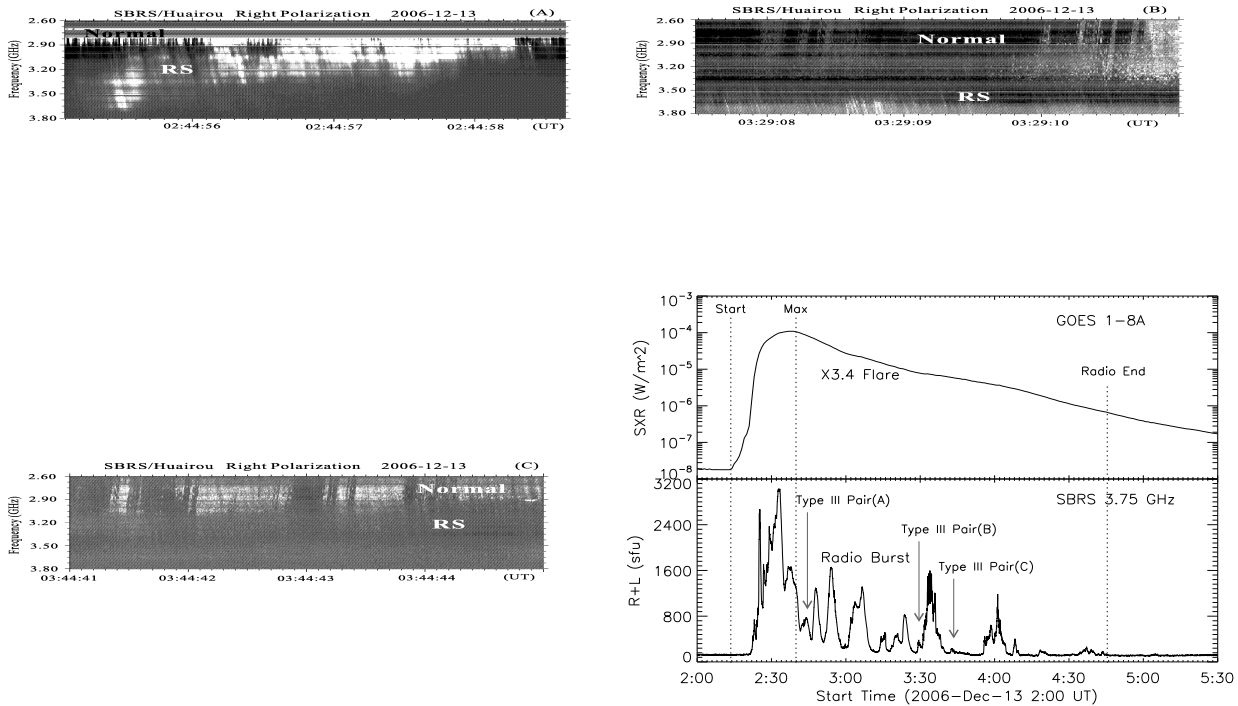 SBRS/Huairou Right Polarization 2006-12-13 (A)
2.60
2.90
3.20
3.50
3.80
Frequency (GHz)
Normal
RS
02:44:56 02:44:57 02:44:58 (UT)
SBRS/Huairou Right Polarization 2006-12-13 (B)
2.60
2.90
3.20
3.50
3.80
Frequency (GHz)
Normal
RS
03:29:08 03:29:09 03:29:10 (UT)
SBRS/Huairou Right Polarization 2006-12-13 (C)
2.60
2.90
3.20
3.50
3.80
Frequency (GHz)
Normal
RS
03:44:41 03:44:42 03:44:43 03:44:44 (UT)
10^-3
10^-4
10^-5
10^-6
10^-7
10^-8
SXR (W/m^2)
Start Max
GOES 1-8A
X3.4 Flare
Radio End
3200
2400
1600
800
0
R+L (sfu)
SBRS 3.75 GHz
Type III Pair(A)
Type III Pair(B)
Radio Burst
Type III Pair(C)
2:00 2:30 3:00 3:30 4:00 4:30 5:00 5:30
Start Time (2006-Dec-13 2:00 UT)